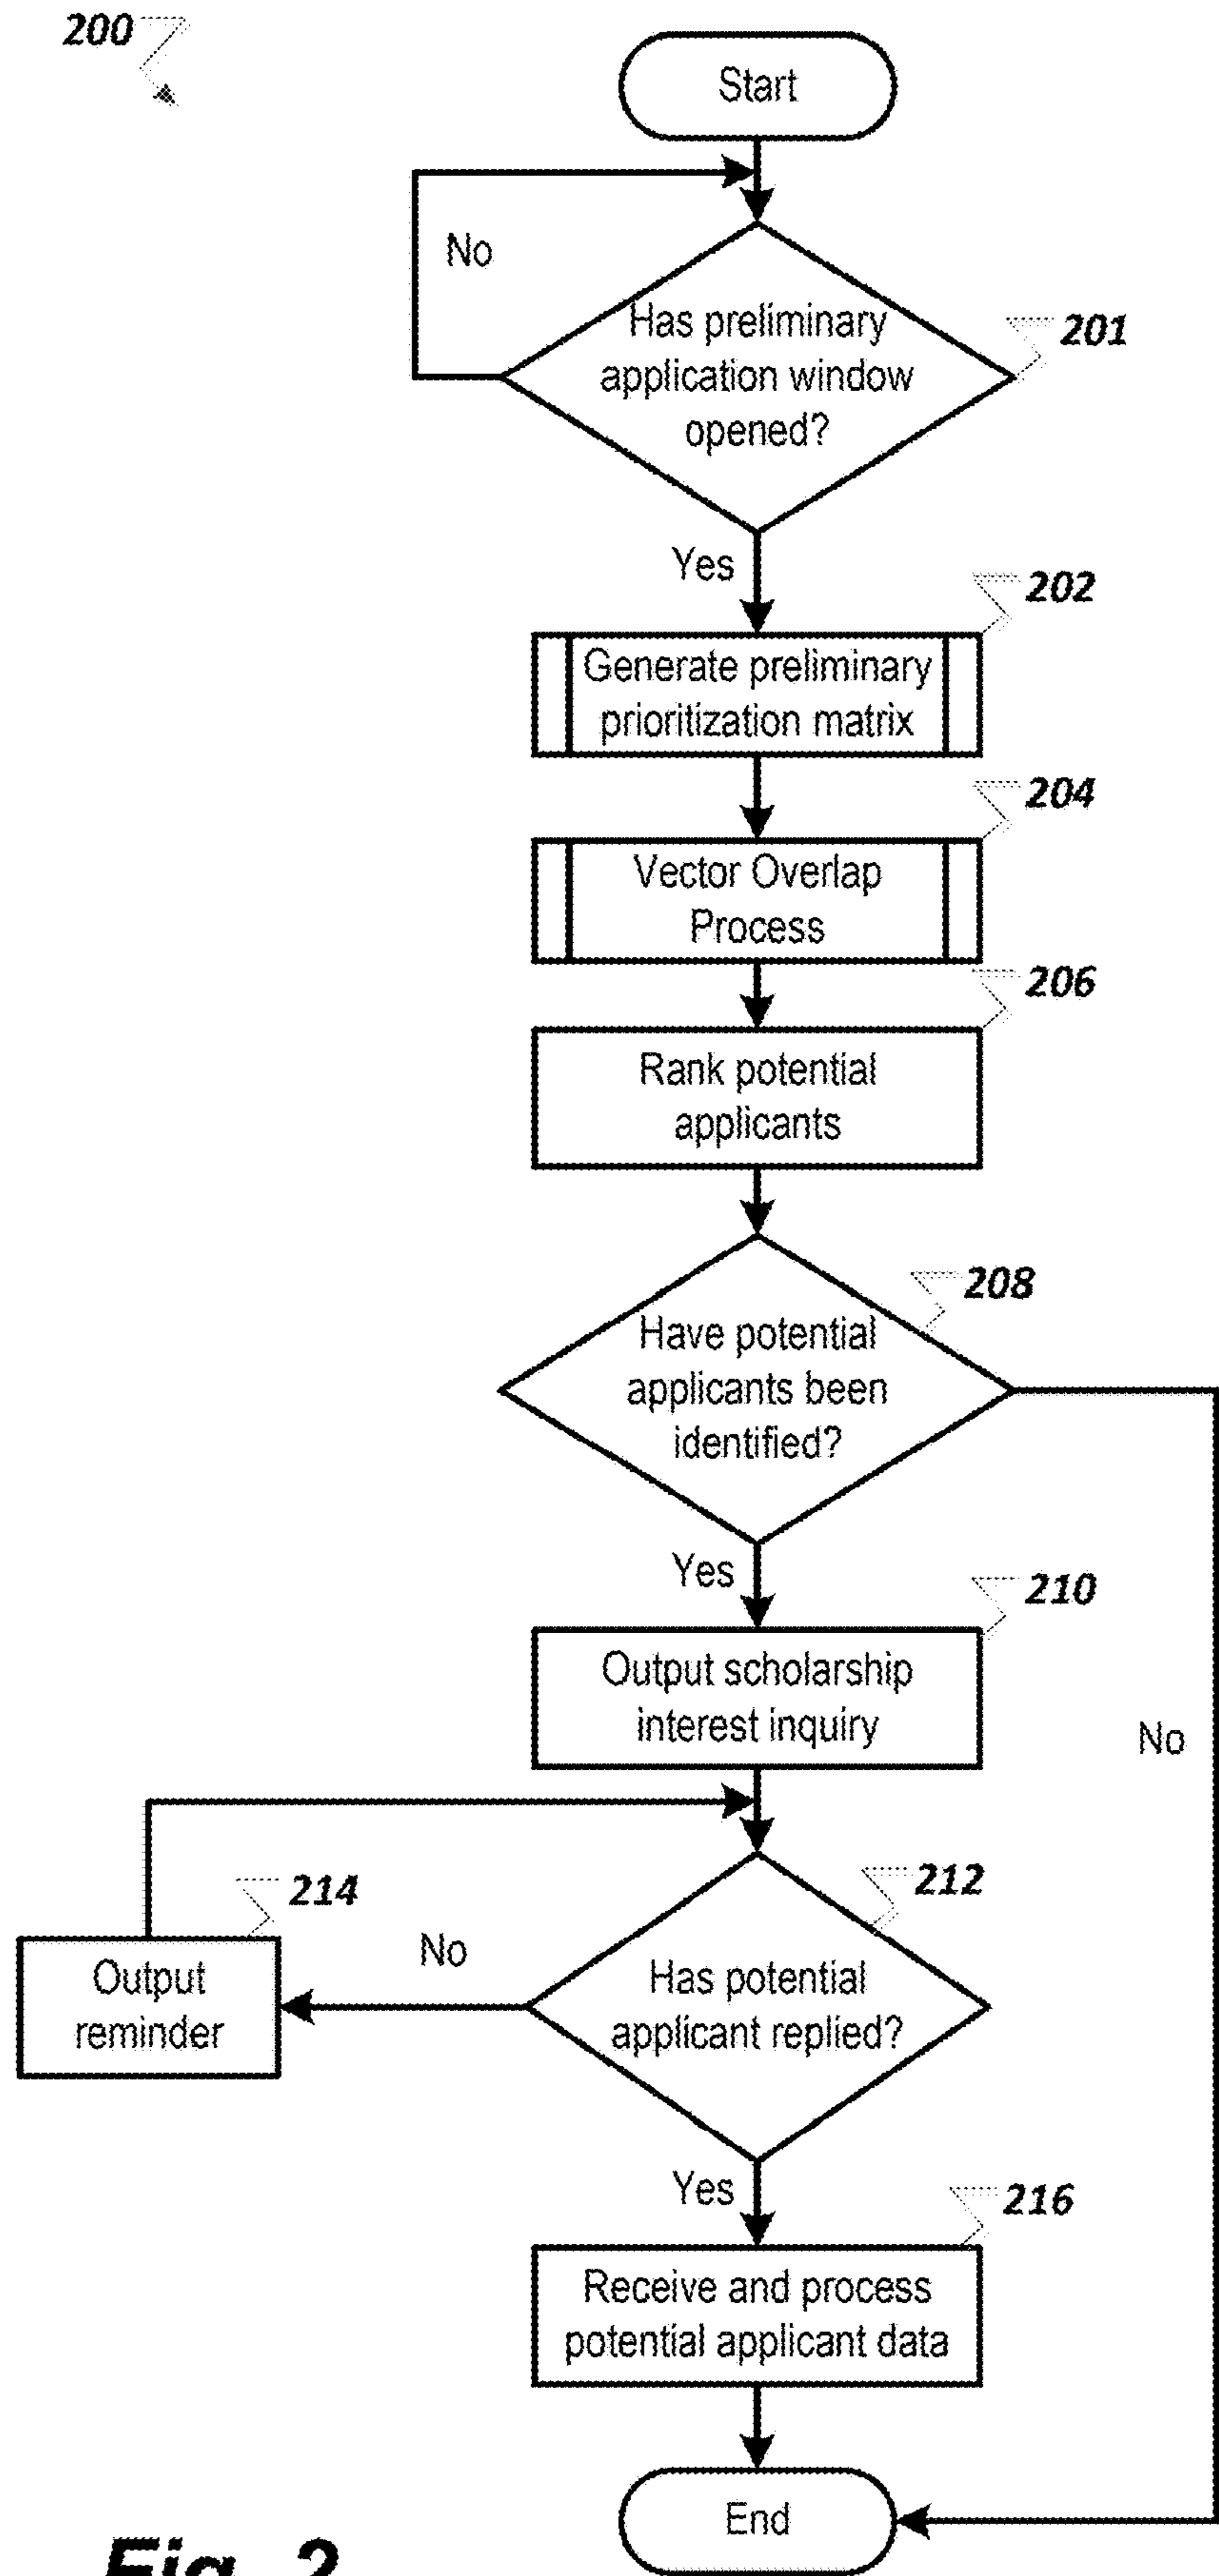 200
Start
No
Has preliminary
application window
opened?
201
Yes
202
Generate preliminary
prioritization matrix
204
Vector Overlap
Process
206
Rank potential
applicants
208
Have potential
applicants been
identified?
Yes
210
Output scholarship
interest inquiry
No
214
212
Output
reminder
No
Has potential
applicant replied?
Yes
216
Receive and process
potential applicant data
End
Fig. 2